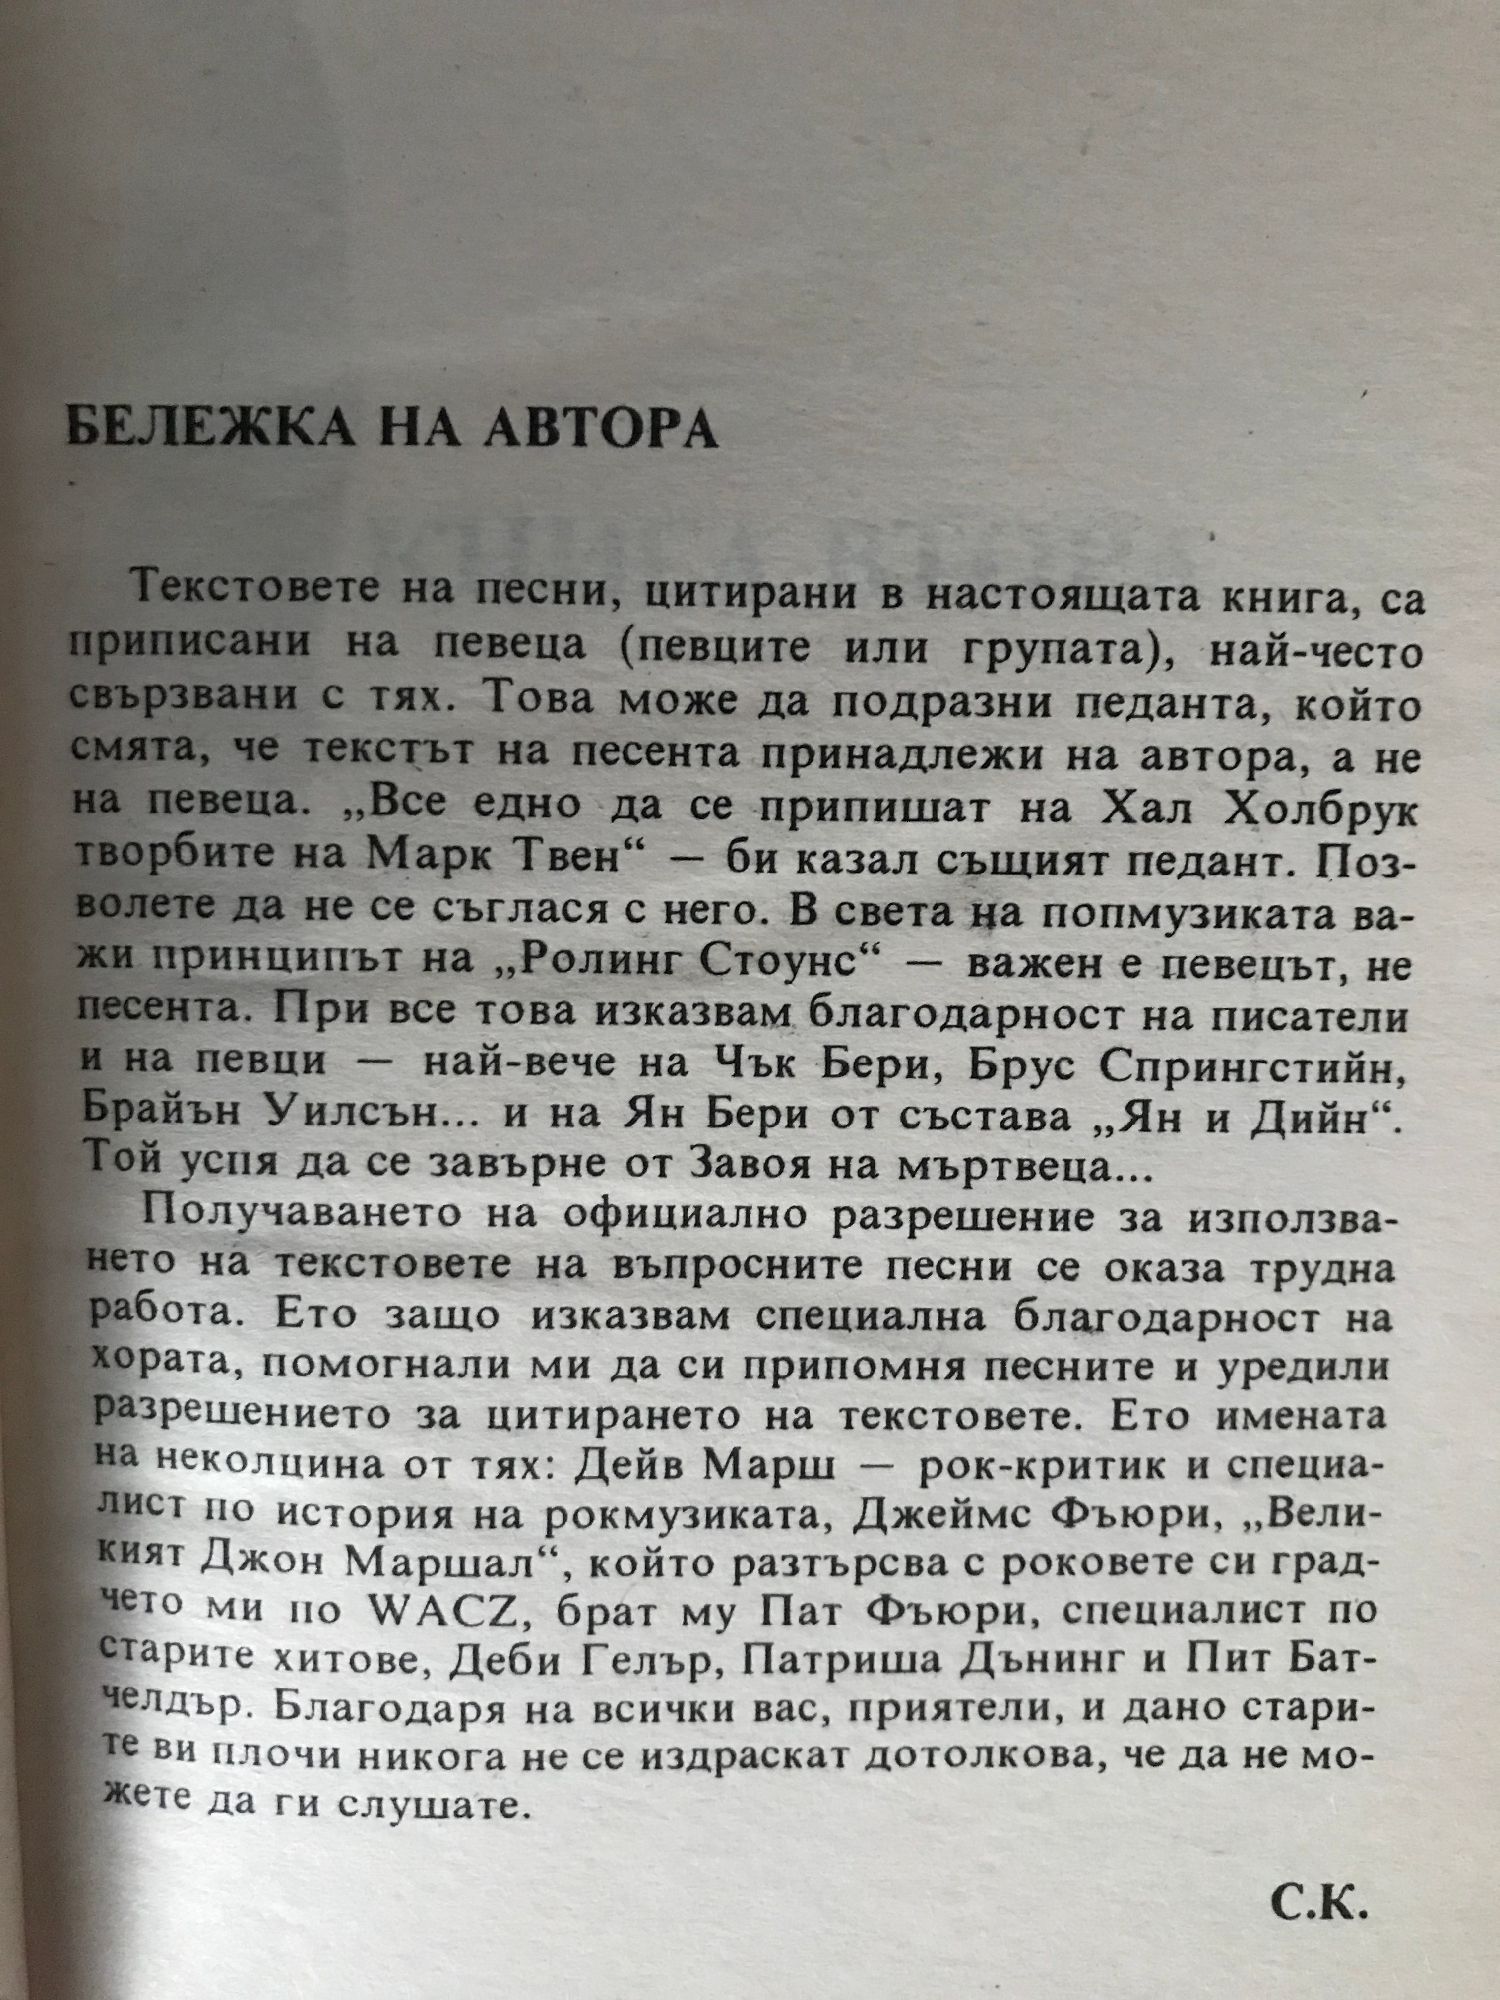 БЕЛЕЖКА НА АВТОРА
Текстовете на песни, цитирани в настоящата книга, са
приписани на певеца (певците или групата), най-често
свързвани с тях. Това може да подразни педанта, който
смята, че текстът на песента принадлежи на автора, а не
на певеца. „Все едно да се припишат на Хал Холбрук
творбите на Марк Твен“ — би казал същият педант. Поз-
волете да не се съглася с него. В света на попмузиката ва-
жи принципът на „Ролинг Стоунс“ — важен е певецът, не
песента. При все това изказвам благодарност на писатели
и на певци — най-вече на Чък Бери, Брус Спрингстийн,
Брайън Уилсън... и на Ян Бери от състава „Ян и Дийн“.
Той успя да се завърне от Завоя на мъртвеца...
Получаването на официално разрешение за използва-
нето на текстовете на въпросните песни се оказа трудна
работа. Ето защо изказвам специална благодарност на
хората, помогнали ми да си припомня песните и уредили
разрешението за цитирането на текстовете. Ето имената
на неколцина от тях: Дейв Марш — рок-критик и специа-
лист по история на рокмузиката, Джеймс Фъюри, „Вели-
кият Джон Маршал“, който разтърсва с роковете си град-
чето ми по WACZ, брат му Пат Фъюри, специалист по
старите хитове, Деби Гелър, Патриша Дънинг и Пит Бат-
челдър. Благодаря на всички вас, приятели, и дано стари-
те ви плочи никога не се издраскат дотолкова, че да не мо-
жете да ги слушате.
С.К.